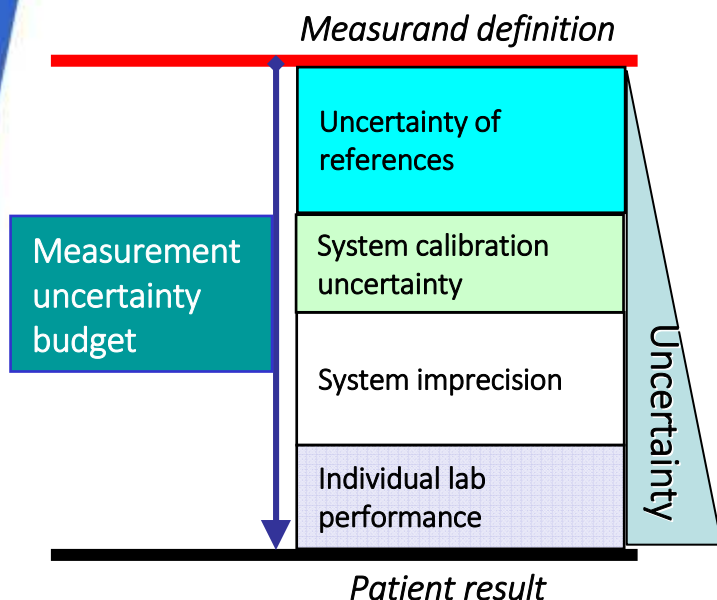 Measurand definition
Uncertainty of
references
Measurement
uncertainty
budget
System calibration
uncertainty
System imprecision
Uncertainty
Individual lab
performance
Patient result